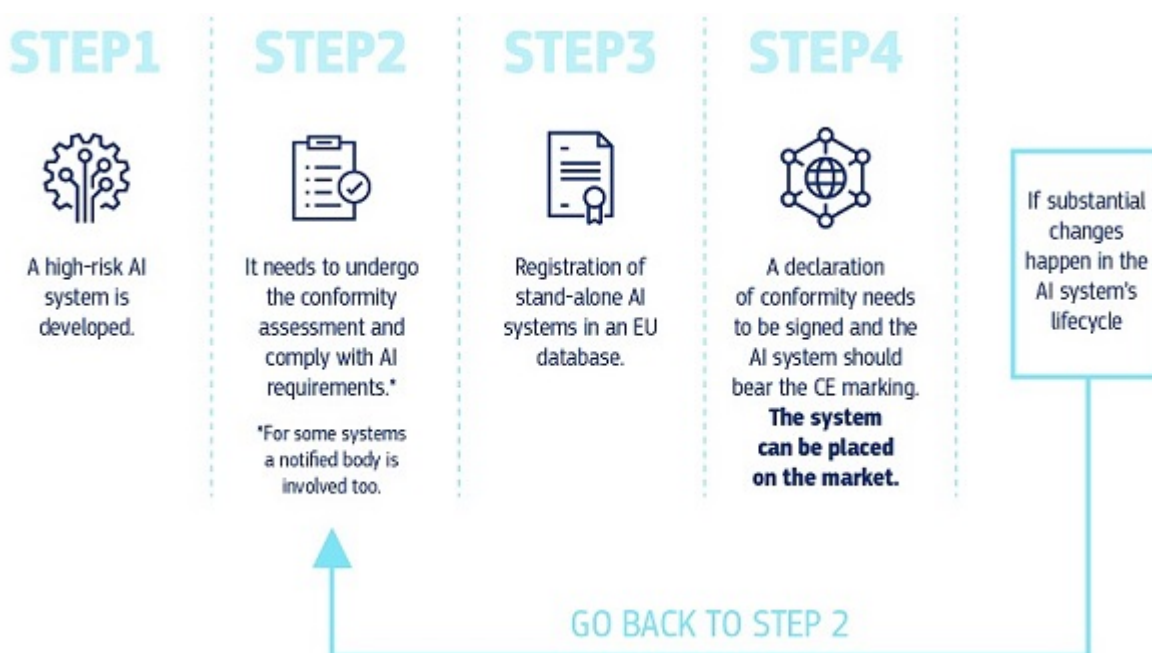 STEP1
A high-risk AI
system is
developed.
STEP2
It needs to undergo
the conformity
assessment and
comply with AI
requirements.*
*For some systems
a notified body is
involved too.
STEP3
Registration of
stand-alone AI
systems in an EU
database.
STEP4
A declaration
of conformity needs
to be signed and the
AI system should
bear the CE marking.
The system
can be placed
on the market.
If substantial
changes
happen in the
AI system's
lifecycle
GO BACK TO STEP 2